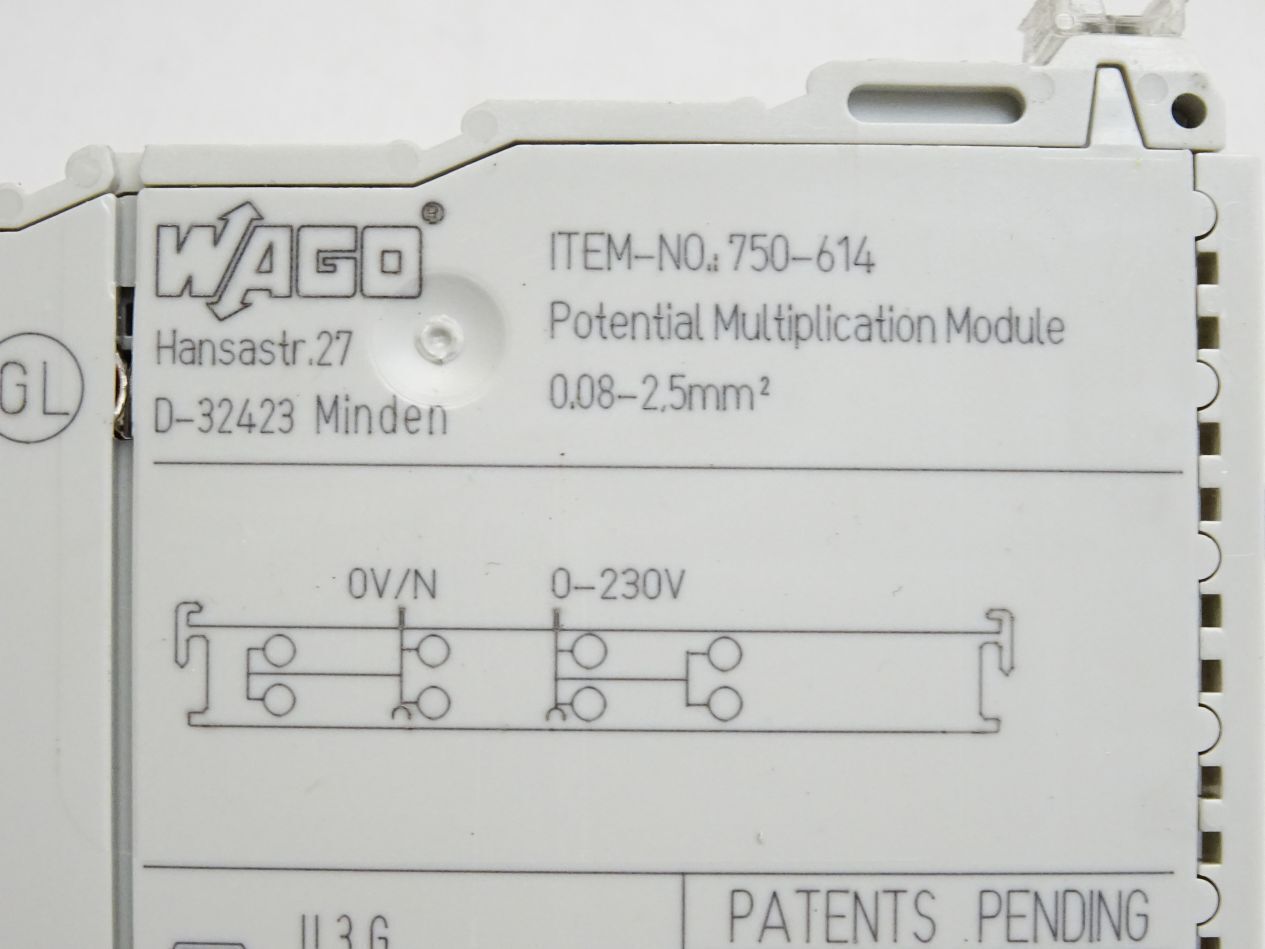 WAGO®
Hansastr.27
D-32423 Minden
ITEM-NO.: 750-614
Potential Multiplication Module
0.08-2,5mm²
GL
0V/N
0-230V
II 3 G
PATENTS PENDING